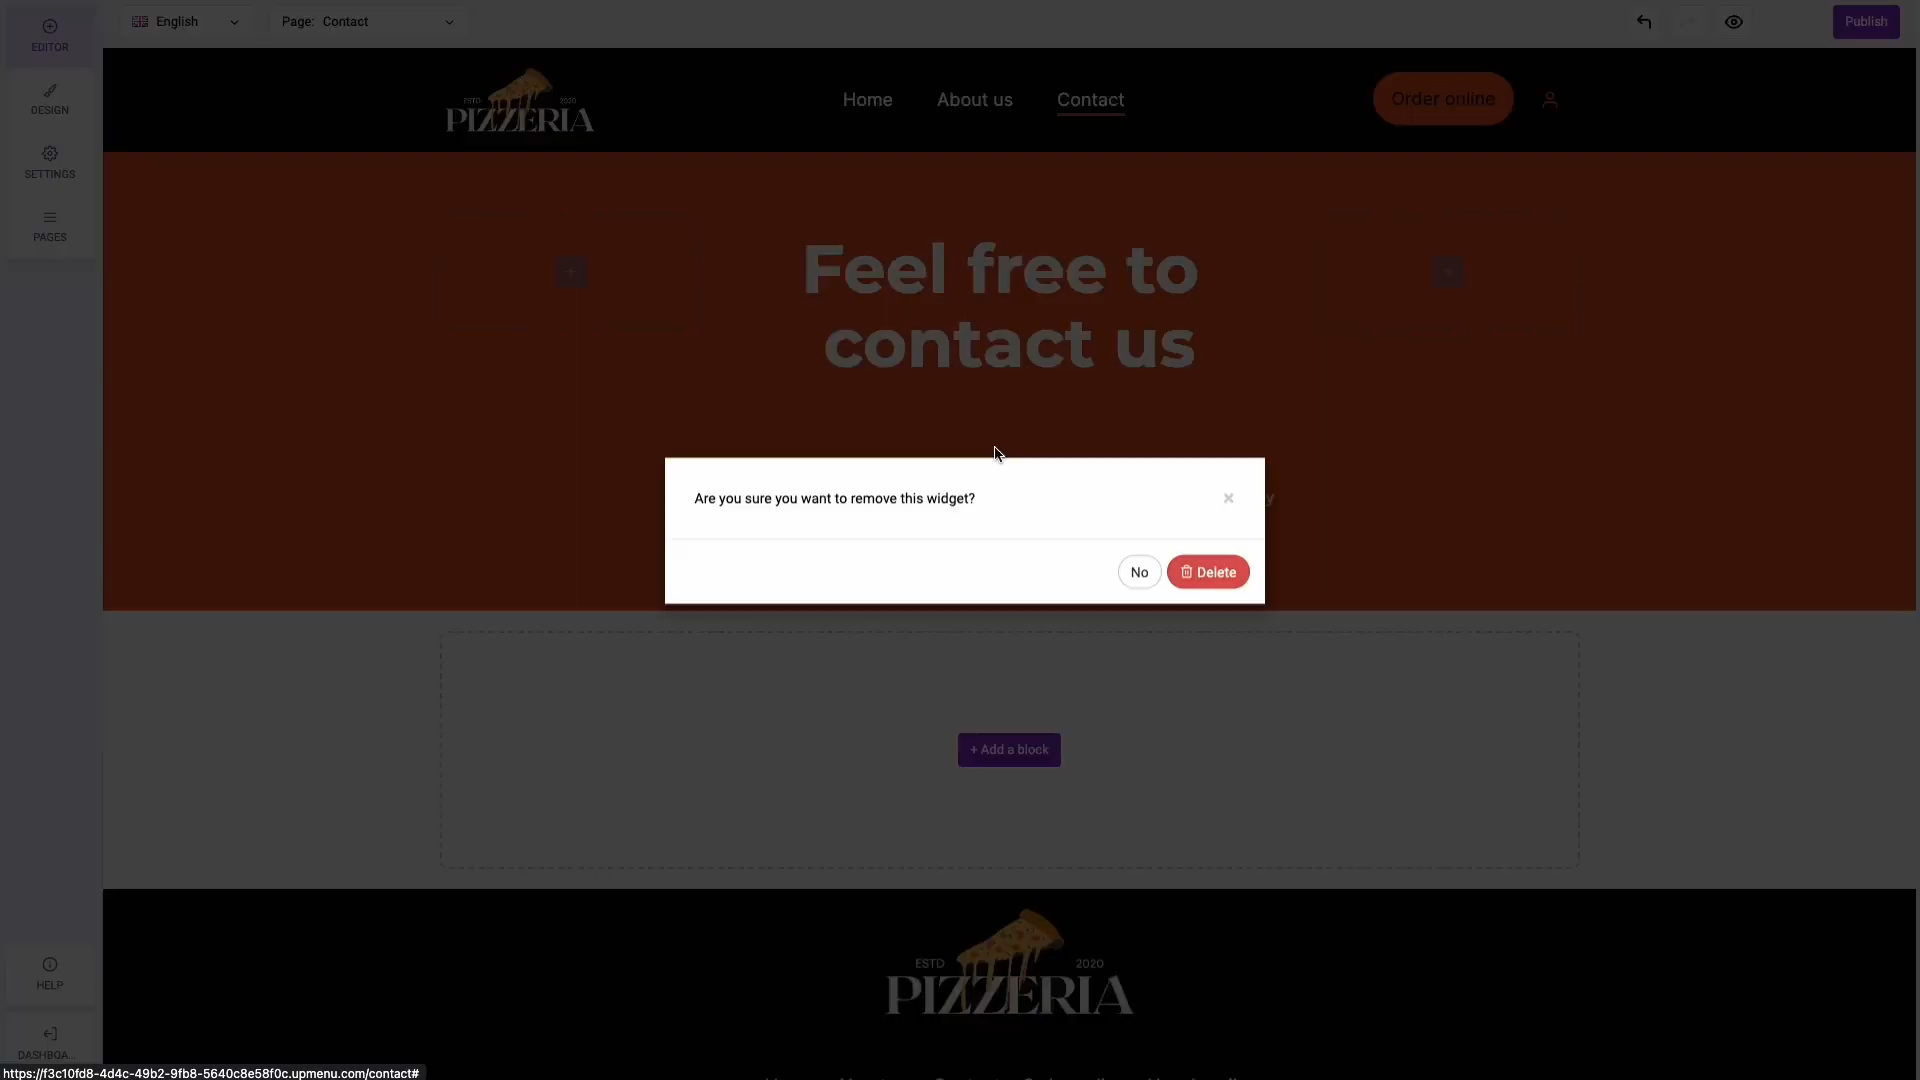 English
Page: Contact
Publish
EDITOR
DESIGN
SETTINGS
PAGES
ESTD 2020
PIZZERIA
Home
About us
Contact
Order online
Feel free to
contact us
Are you sure you want to remove this widget?
No
Delete
+ Add a block
ESTD 2020
PIZZERIA
HELP
DASHBOA...
https://f3c10fd8-4d4c-49b2-9fb8-5640c8e58f0c.upmenu.com/contact#